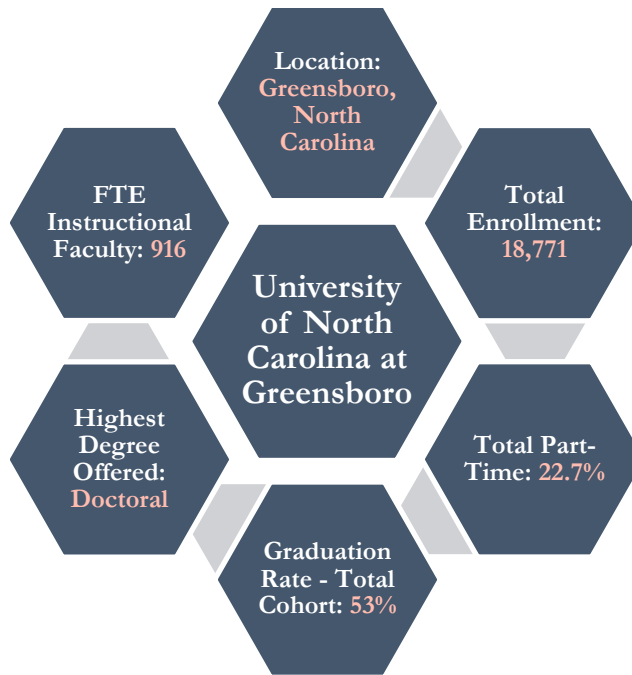 Location:
Greensboro,
North
Carolina
Total
Enrollment:
18,771
Total Part-
Time: 22.7%
Graduation
Rate - Total
Cohort: 53%
Highest
Degree
Offered:
Doctoral
FTE
Instructional
Faculty: 916
University
of North
Carolina at
Greensboro